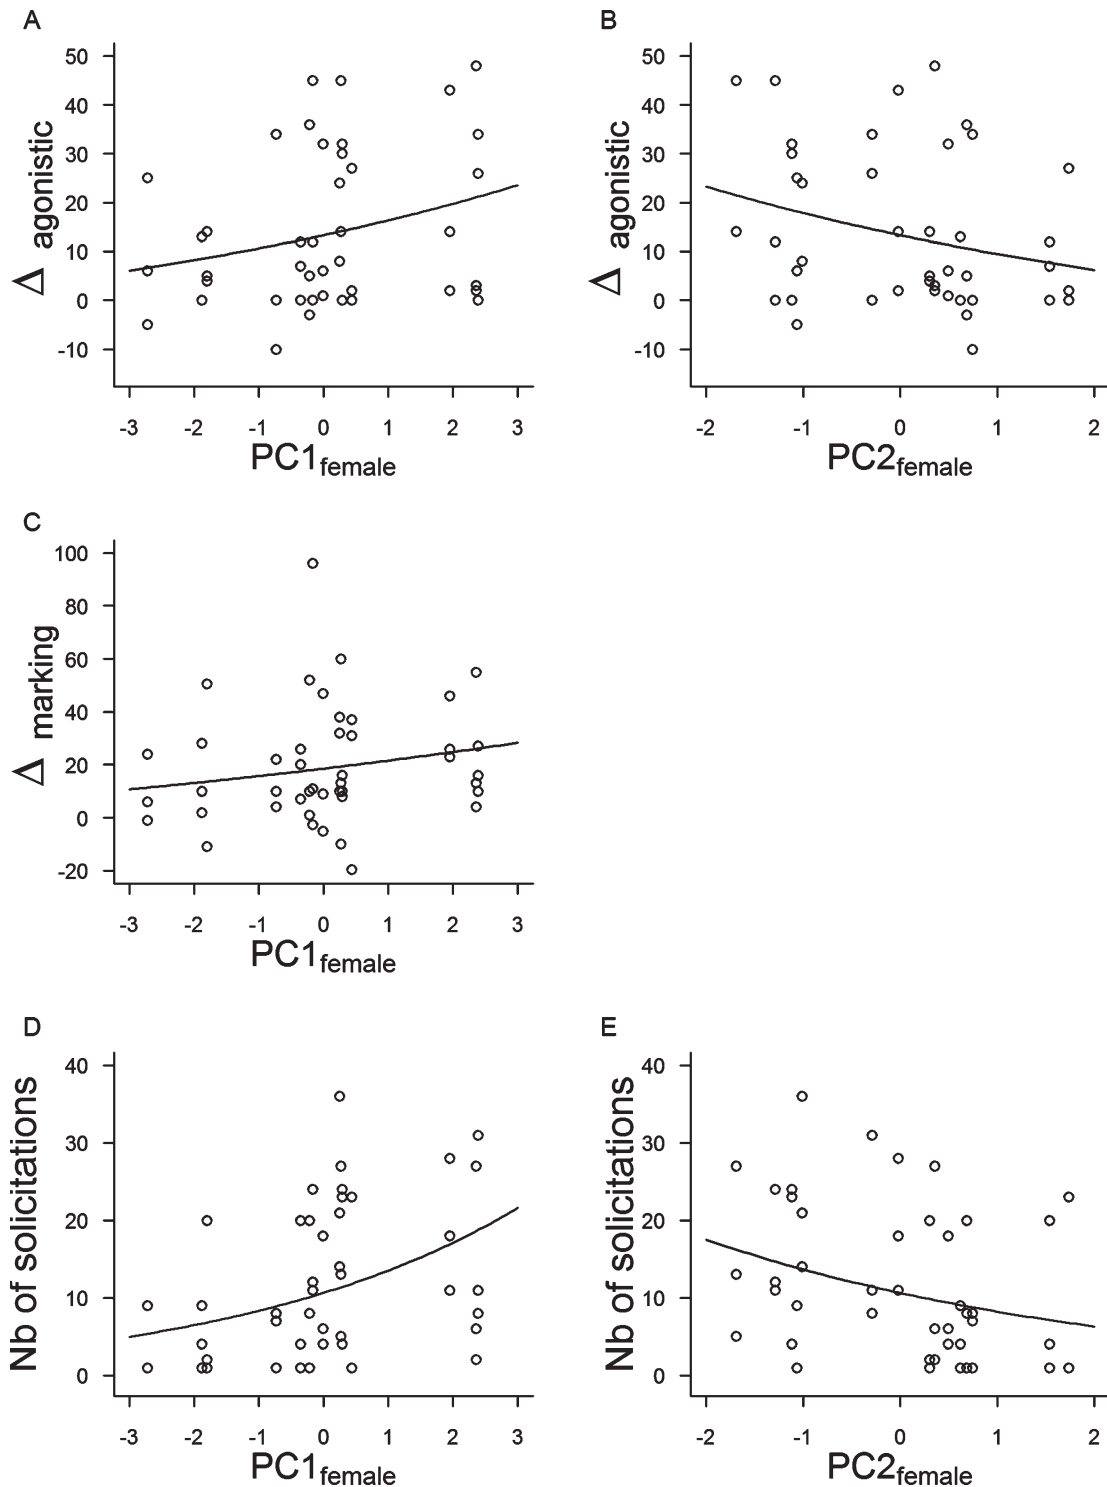 A
50
40
30
20
10
0
-10
Δ agonistic
-3 -2 -1 0 1 2 3
PC1female
B
50
40
30
20
10
0
-10
Δ agonistic
-2 -1 0 1 2
PC2female
C
100
80
60
40
20
0
-20
Δ marking
-3 -2 -1 0 1 2 3
PC1female
D
40
30
20
10
0
Nb of solicitations
-3 -2 -1 0 1 2 3
PC1female
E
40
30
20
10
0
Nb of solicitations
-2 -1 0 1 2
PC2female